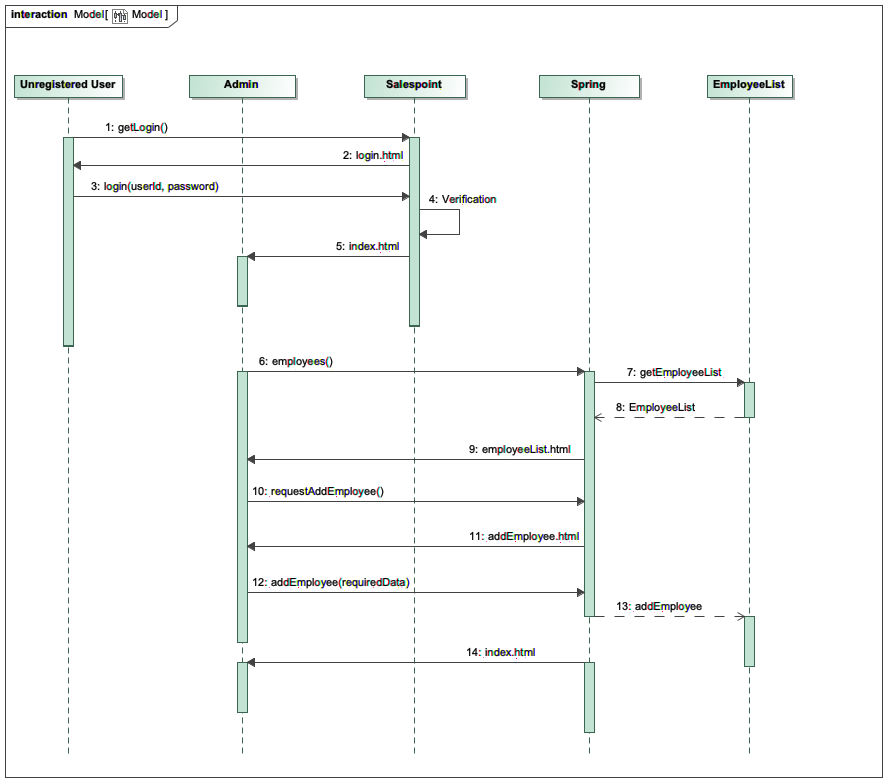 interaction Model[ Model ]
Unregistered User
Admin
Salespoint
Spring
EmployeeList
1: getLogin()
2: login.html
3: login(userId, password)
4: Verification
5: index.html
6: employees()
7: getEmployeeList
8: EmployeeList
9: employeeList.html
10: requestAddEmployee()
11: addEmployee.html
12: addEmployee(requiredData)
13: addEmployee
14: index.html